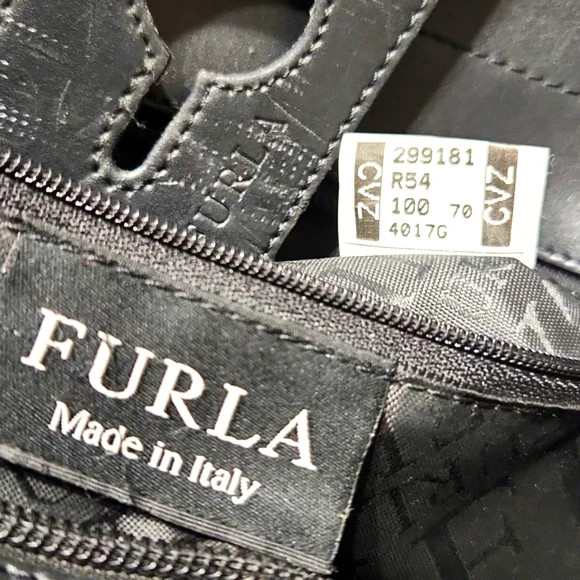 FURLA
CVZ
299181
R54
100 70
4017G
CVZ
FURLA
Made in Italy